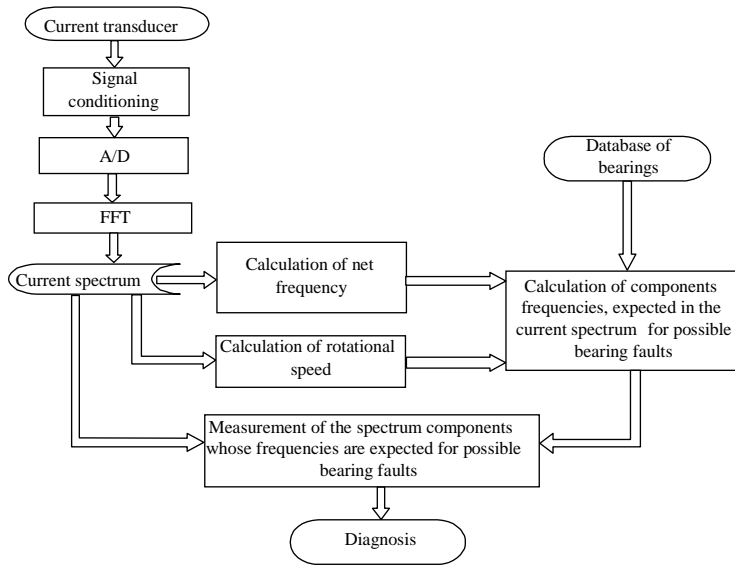 Current transducer
Signal
conditioning
A/D
FFT
Current spectrum
Database of
bearings
Calculation of net
frequency
Calculation of rotational
speed
Calculation of components
frequencies, expected in the
current spectrum for possible
bearing faults
Measurement of the spectrum components
whose frequencies are expected for possible
bearing faults
Diagnosis